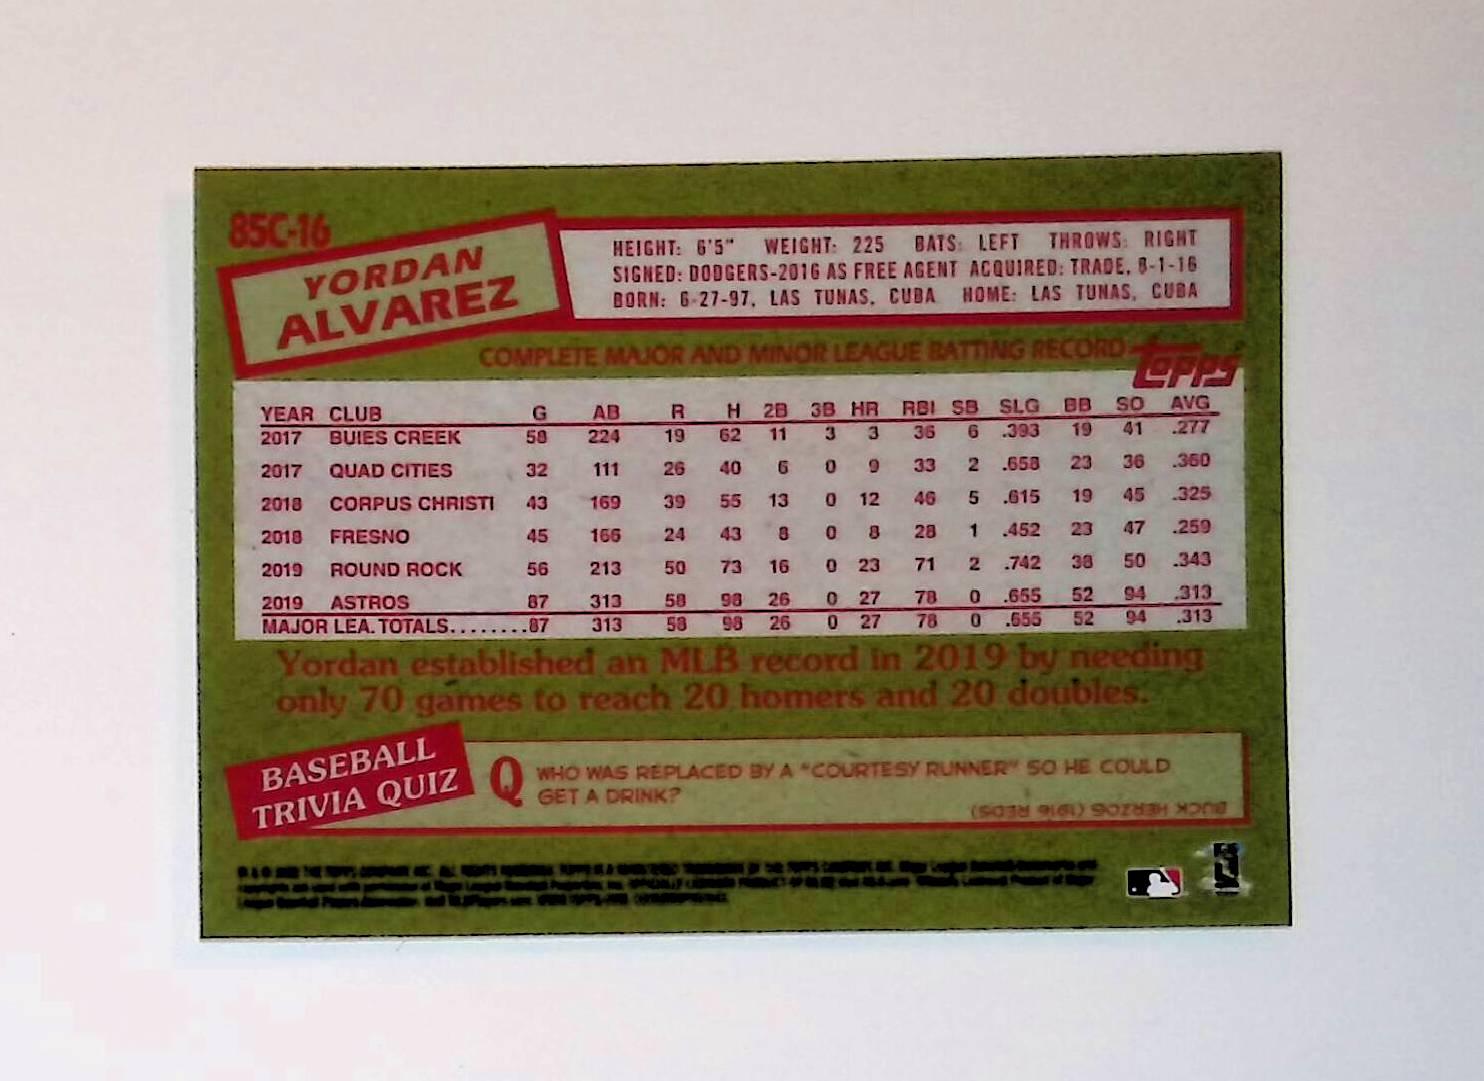 85C-16
YORDAN
ALVAREZ
HEIGHT: 6'5" WEIGHT: 225 BATS: LEFT THROWS: RIGHT
SIGNED: DODGERS-2016 AS FREE AGENT ACQUIRED: TRADE, 8-1-16
BORN: 6-27-97, LAS TUNAS, CUBA HOME: LAS TUNAS, CUBA
COMPLETE MAJOR AND MINOR LEAGUE BATTING RECORD
topps
YEAR CLUB G AB R H 2B 3B HR RBI SB SLG BB SO AVG
2017 BUIES CREEK 58 224 19 62 11 3 3 36 6 .393 19 41 .277
2017 QUAD CITIES 32 111 26 40 6 0 9 33 2 .658 23 36 .360
2018 CORPUS CHRISTI 43 169 39 55 13 0 12 46 5 .615 19 45 .325
2018 FRESNO 45 166 24 43 8 0 8 28 1 .452 23 47 .259
2019 ROUND ROCK 56 213 50 73 16 0 23 71 2 .742 38 50 .343
2019 ASTROS 87 313 58 98 26 0 27 78 0 .655 52 94 .313
MAJOR LEA. TOTALS........87 313 58 98 26 0 27 78 0 .655 52 94 .313
Yordan established an MLB record in 2019 by needing
only 70 games to reach 20 homers and 20 doubles.
BASEBALL
TRIVIA QUIZ
Q WHO WAS REPLACED BY A "COURTESY RUNNER" SO HE COULD
GET A DRINK?
BUCK HERZOG (1916 REDS)